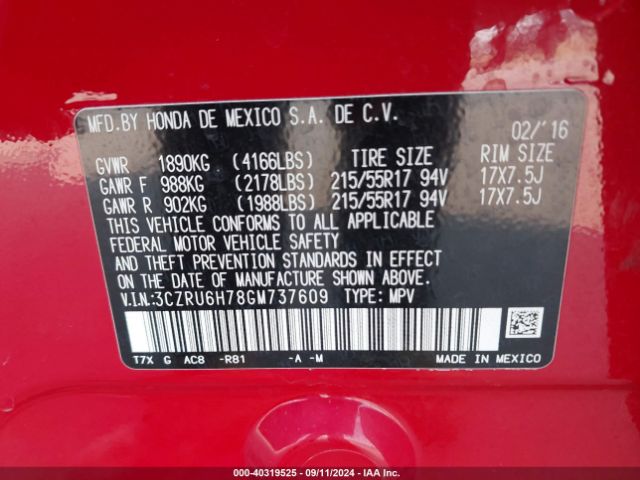 MFD.BY HONDA DE MEXICO S.A. DE C.V.
02/'16
GVWR 1890KG (4166LBS) TIRE SIZE RIM SIZE
GAWR F 988KG (2178LBS) 215/55R17 94V 17X7.5J
GAWR R 902KG (1988LBS) 215/55R17 94V 17X7.5J
THIS VEHICLE CONFORMS TO ALL APPLICABLE
FEDERAL MOTOR VEHICLE SAFETY
AND THEFT PREVENTION STANDARDS IN EFFECT
ON THE DATE OF MANUFACTURE SHOWN ABOVE.
V.I.N:3CZRU6H78GM737609 TYPE: MPV
T7X G AC8 -R81 -A -M MADE IN MEXICO
000-40319525 - 09/11/2024 - IAA Inc.